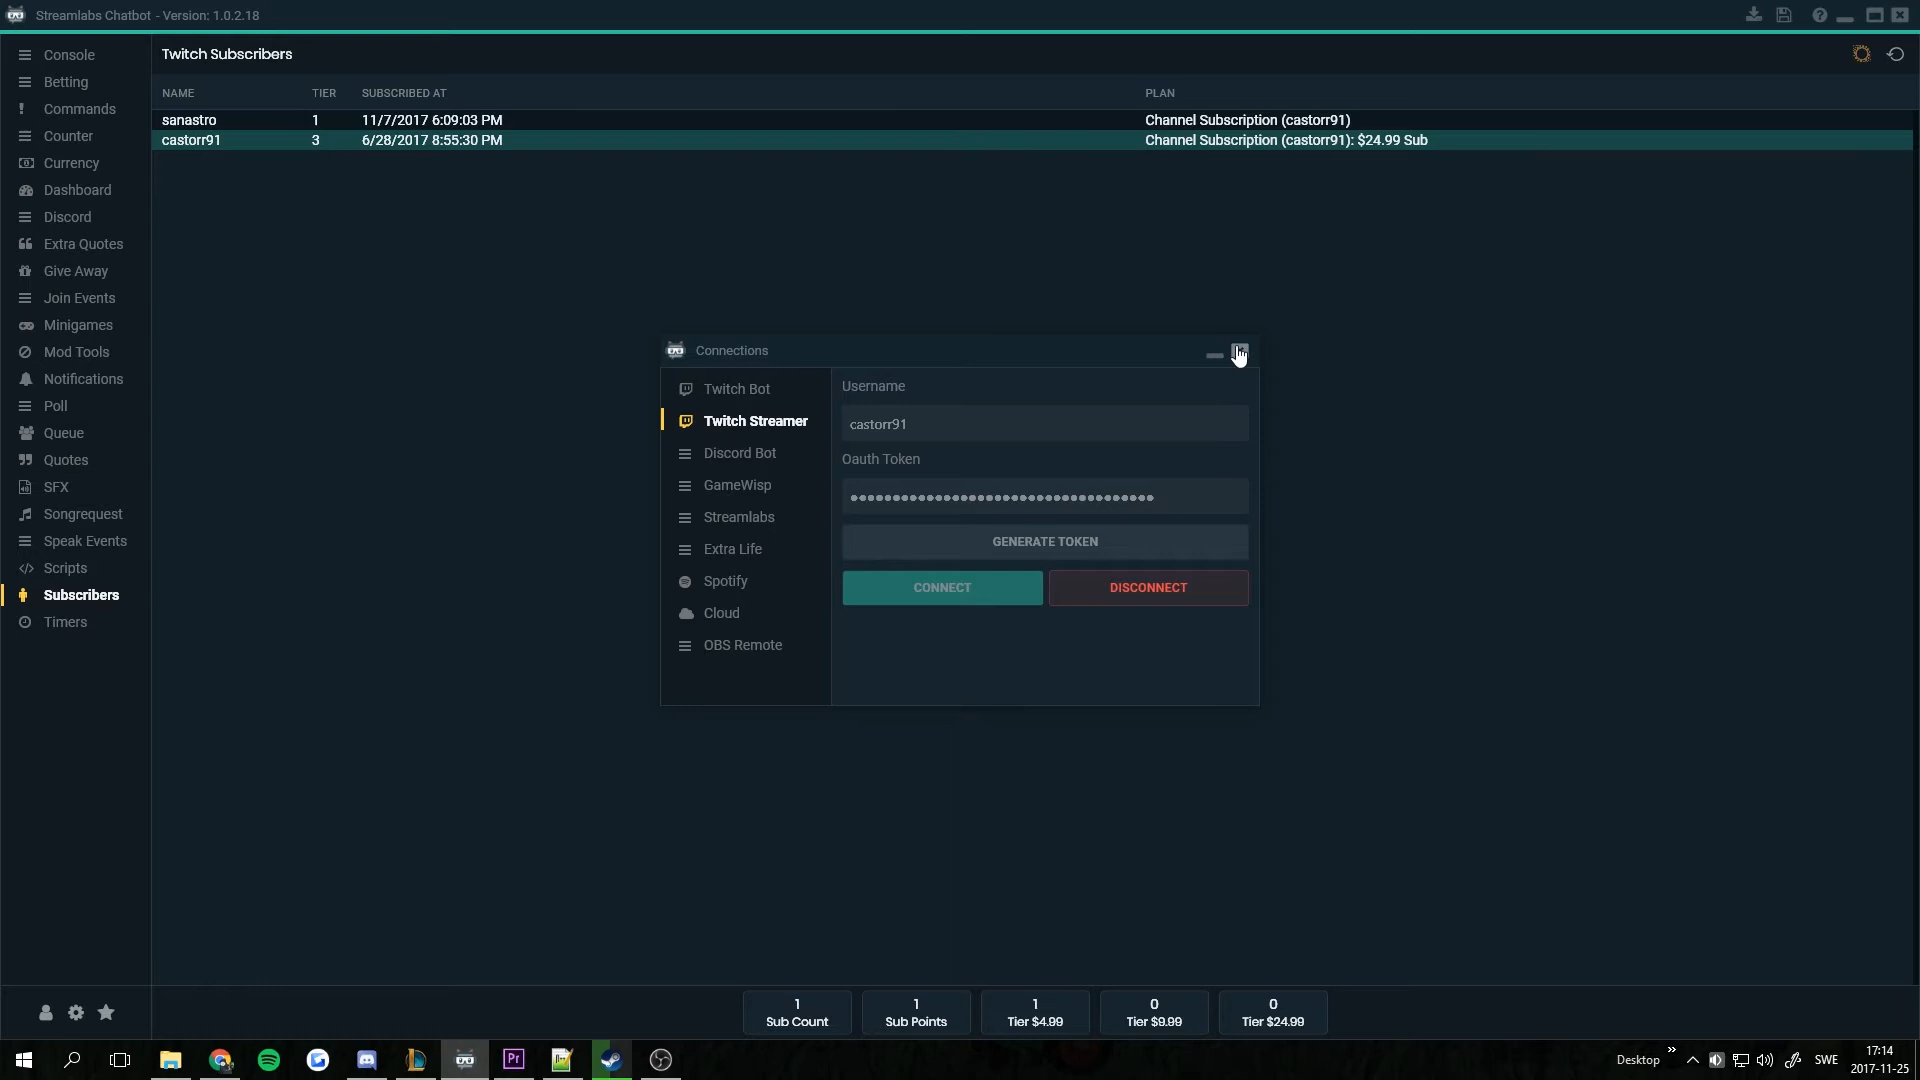 Streamlabs Chatbot - Version: 1.0.2.18
Console
Betting
Commands
Counter
Currency
Dashboard
Discord
Extra Quotes
Give Away
Join Events
Minigames
Mod Tools
Notifications
Poll
Queue
Quotes
SFX
Songrequest
Speak Events
Scripts
Subscribers
Timers
Twitch Subscribers
NAME TIER SUBSCRIBED AT PLAN
sanastro 1 11/7/2017 6:09:03 PM Channel Subscription (castorr91)
castorr91 3 6/28/2017 8:55:30 PM Channel Subscription (castorr91): $24.99 Sub
Connections
Twitch Bot
Twitch Streamer
Discord Bot
GameWisp
Streamlabs
Extra Life
Spotify
Cloud
OBS Remote
Username
castorr91
Oauth Token
GENERATE TOKEN
CONNECT DISCONNECT
1 1 1 0 0
Sub Count Sub Points Tier $4.99 Tier $9.99 Tier $24.99
Pr
Desktop » SWE 17:14
2017-11-25